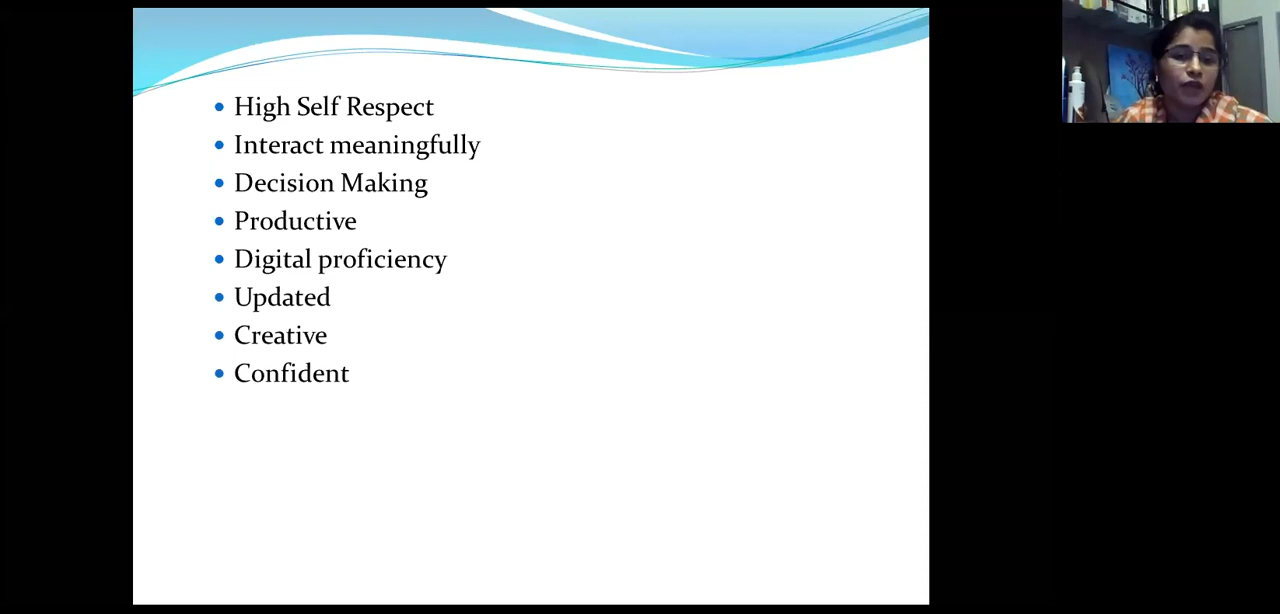 High Self Respect
Interact meaningfully
Decision Making
Productive
Digital proficiency
Updated
Creative
Confident